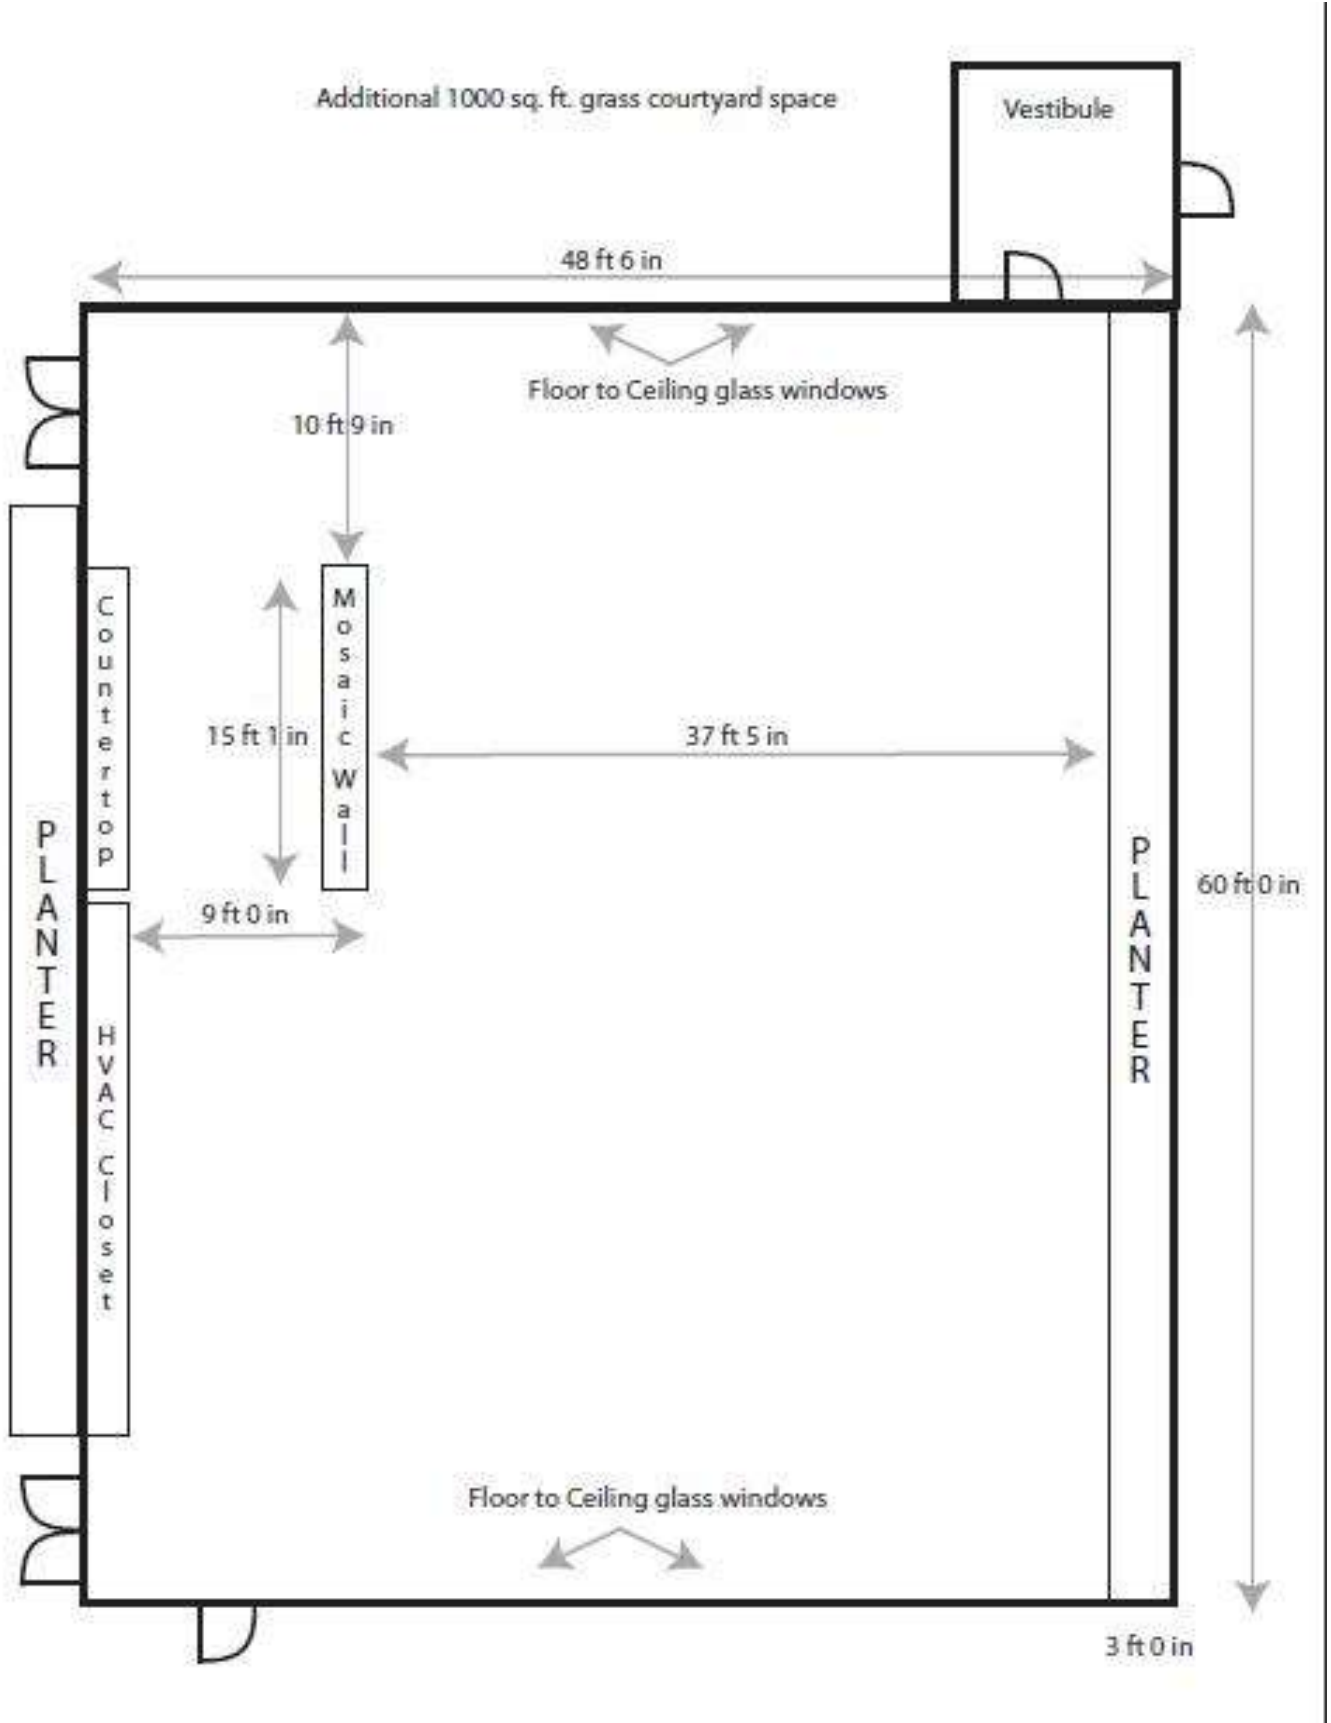 Additional 1000 sq. ft. grass courtyard space
Vestibule
48 ft 6 in
Floor to Ceiling glass windows
10 ft 9 in
Countertop
Mosaic Wall
15 ft 1 in
37 ft 5 in
PLANTER
PLANTER
60 ft 0 in
9 ft 0 in
HVAC Closet
Floor to Ceiling glass windows
3 ft 0 in